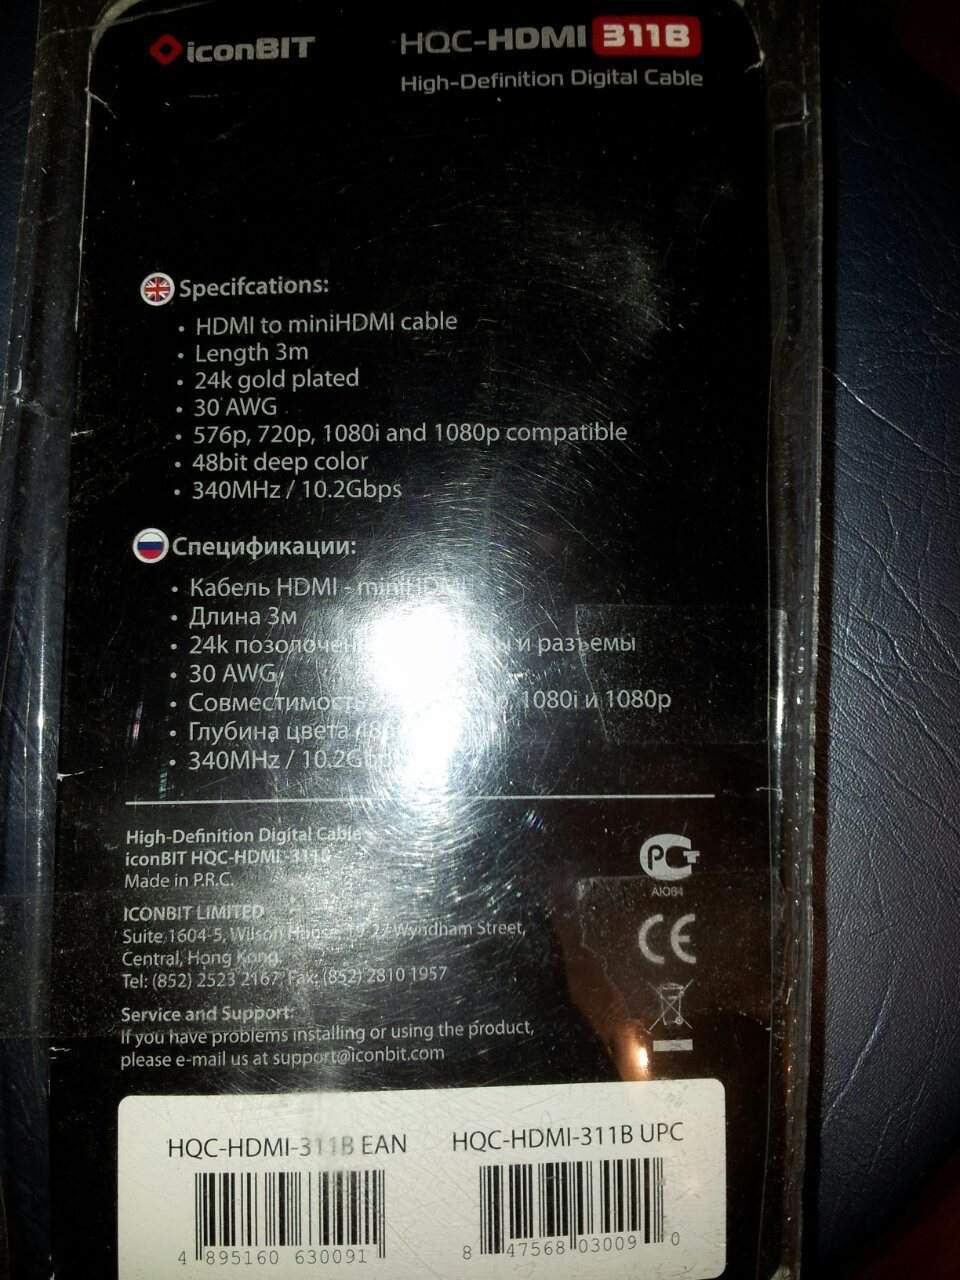 iconBIT
HQC-HDMI 311B
High-Definition Digital Cable
Specifcations:
• HDMI to miniHDMI cable
• Length 3m
• 24k gold plated
• 30 AWG
• 576p, 720p, 1080i and 1080p compatible
• 48bit deep color
• 340MHz / 10.2Gbps
Спецификации:
• Кабель HDMI - miniHDMI
• Длина 3м
• 24k и разъемы
• 30 AWG
• Совместимость 1080i и 1080p
• Глубина цвета
• 340MHz / 10.2Gbps
High-Definition Digital Cable
iconBIT HQC-HDMI-311B
Made in P.R.C.
ICONBIT LIMITED
Suite 1604-5, Wilson House, 19-27 Wyndham Street,
Central, Hong Kong.
Tel: (852) 2523 2167, Fax: (852) 2810 1957
Service and Support:
If you have problems installing or using the product,
please e-mail us at support@iconbit.com
АЮ64
CE
HQC-HDMI-311B EAN
HQC-HDMI-311B UPC
4 895160 630091
8 47568 03009 0